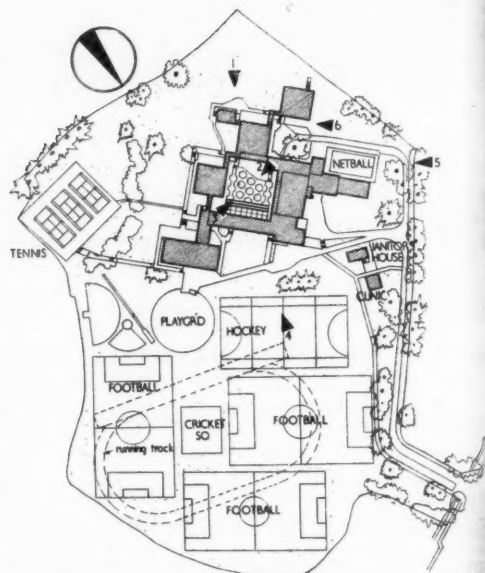 1
6
2
NETBALL
5
3
TENNIS
JANITOR
HOUSE
CLINIC
PLAYGRID
HOCKEY
4
FOOTBALL
CRICKET
SQ
FOOTBALL
running track
FOOTBALL